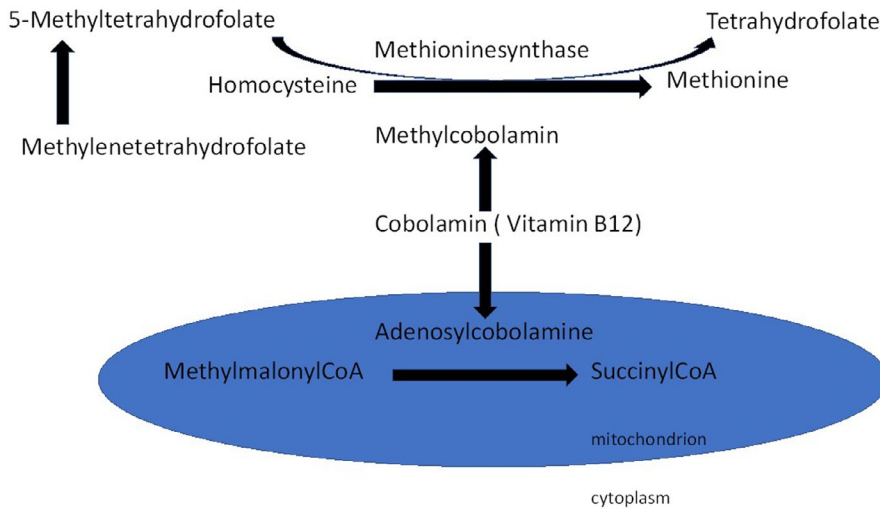 5-Methyltetrahydrofolate
Tetrahydrofolate
Methioninesynthase
Homocysteine
Methionine
Methylenetetrahydrofolate
Methylcobolamin
Cobolamin ( Vitamin B12)
Adenosylcobolamine
MethylmalonylCoA
SuccinylCoA
mitochondrion
cytoplasm